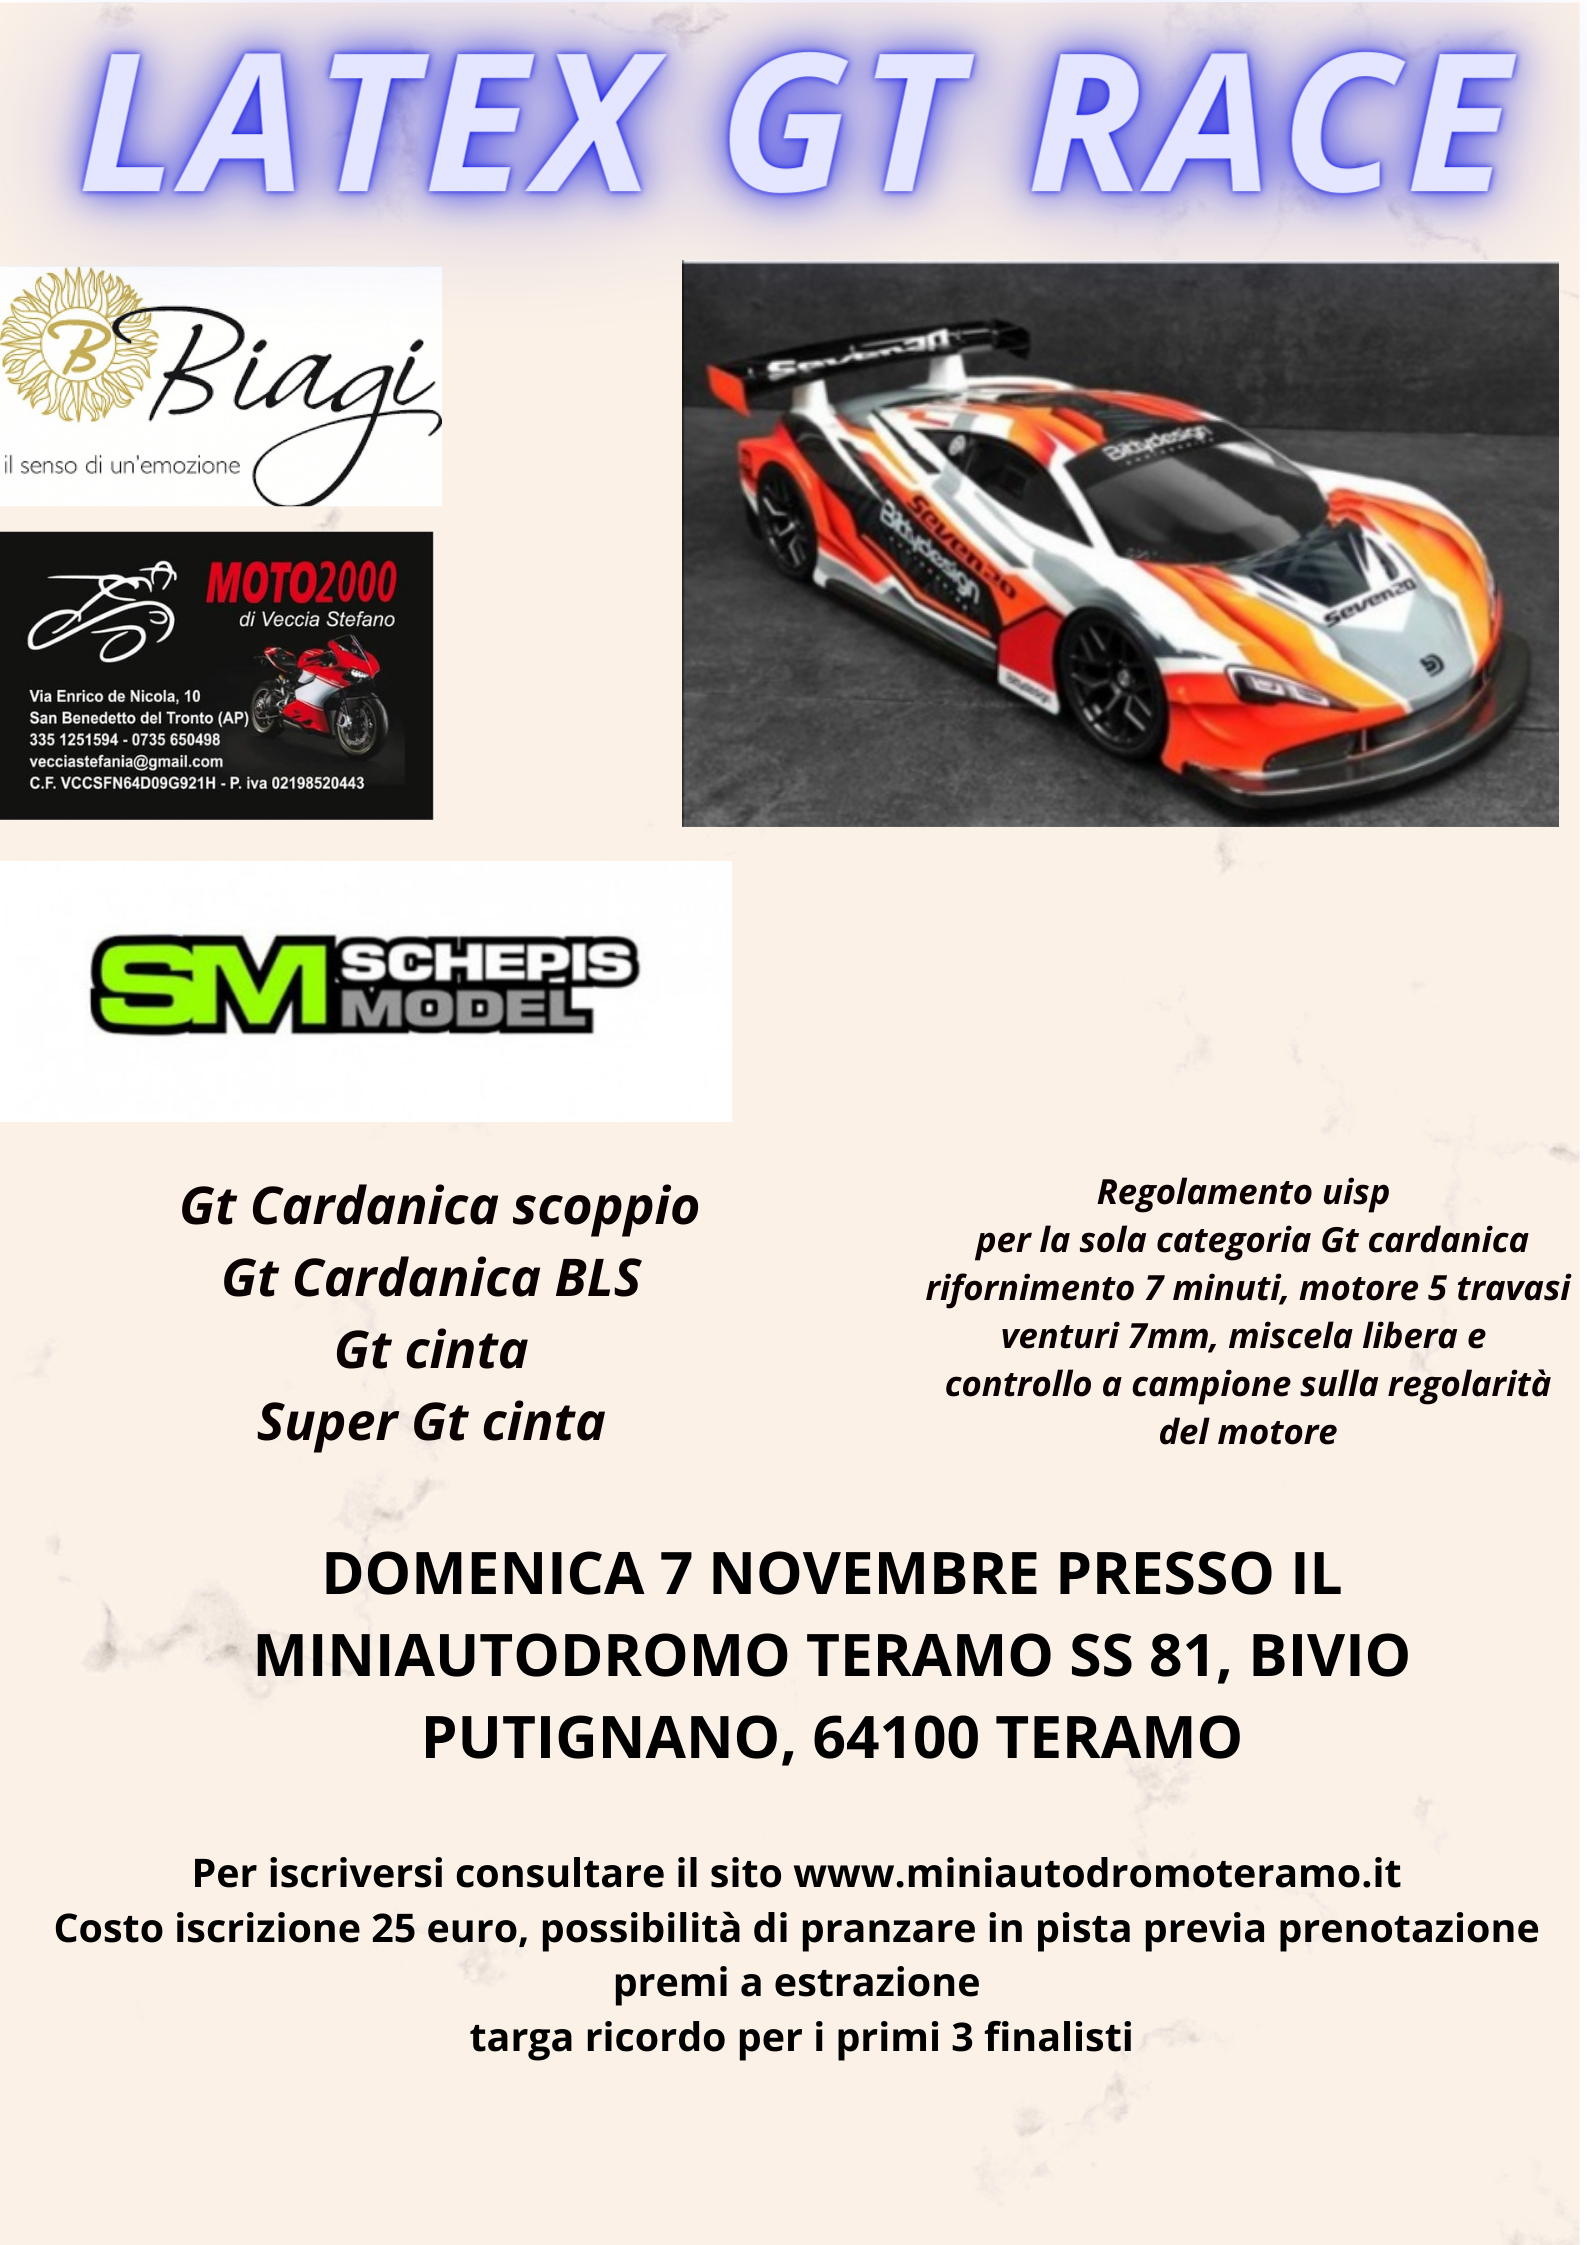 LATEX GT RACE
B Biagi
il senso di un'emozione
Seven20
Bittydesign
Seven20
Bittydesign
Seven20
MOTO2000
di Veccia Stefano
Via Enrico de Nicola, 10
San Benedetto del Tronto (AP)
335 1251594 - 0735 650498
vecciastefania@gmail.com
C.F. VCCSFN64D09G921H - P. iva 02198520443
SM SCHEPIS
MODEL
Gt Cardanica scoppio
Gt Cardanica BLS
Gt cinta
Super Gt cinta
Regolamento uisp
per la sola categoria Gt cardanica
rifornimento 7 minuti, motore 5 travasi
venturi 7mm, miscela libera e
controllo a campione sulla regolarità
del motore
DOMENICA 7 NOVEMBRE PRESSO IL
MINIAUTODROMO TERAMO SS 81, BIVIO
PUTIGNANO, 64100 TERAMO
Per iscriversi consultare il sito www.miniautodromoteramo.it
Costo iscrizione 25 euro, possibilità di pranzare in pista previa prenotazione
premi a estrazione
targa ricordo per i primi 3 finalisti